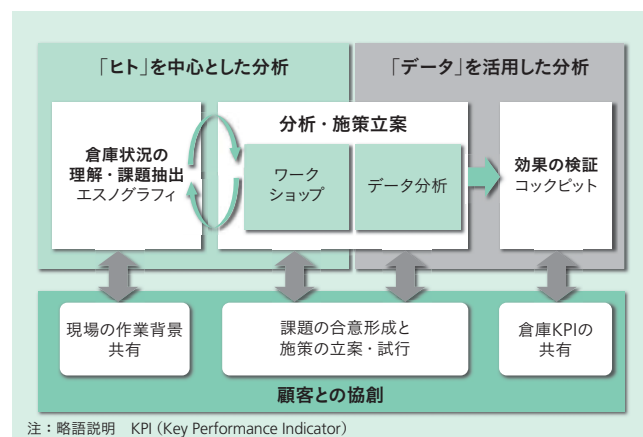 「ヒト」を中心とした分析
「データ」を活用した分析
倉庫状況の
理解・課題抽出
エスノグラフィ
分析・施策立案
ワーク
ショップ
データ分析
効果の検証
コックピット
現場の作業背景
共有
課題の合意形成と
施策の立案・試行
倉庫KPIの
共有
顧客との協創
注：略語説明　KPI（Key Performance Indicator）